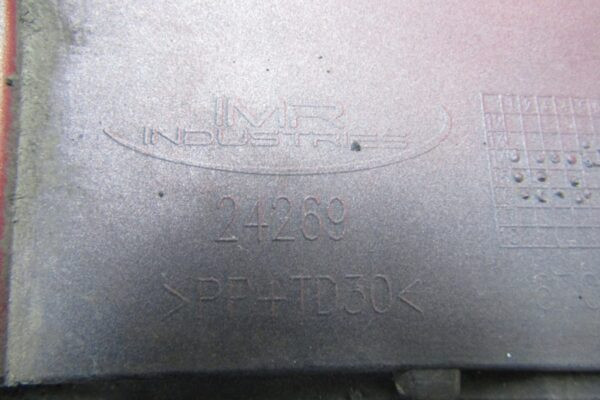 IMR
INDUSTRIES
24269
>PP+TD30<